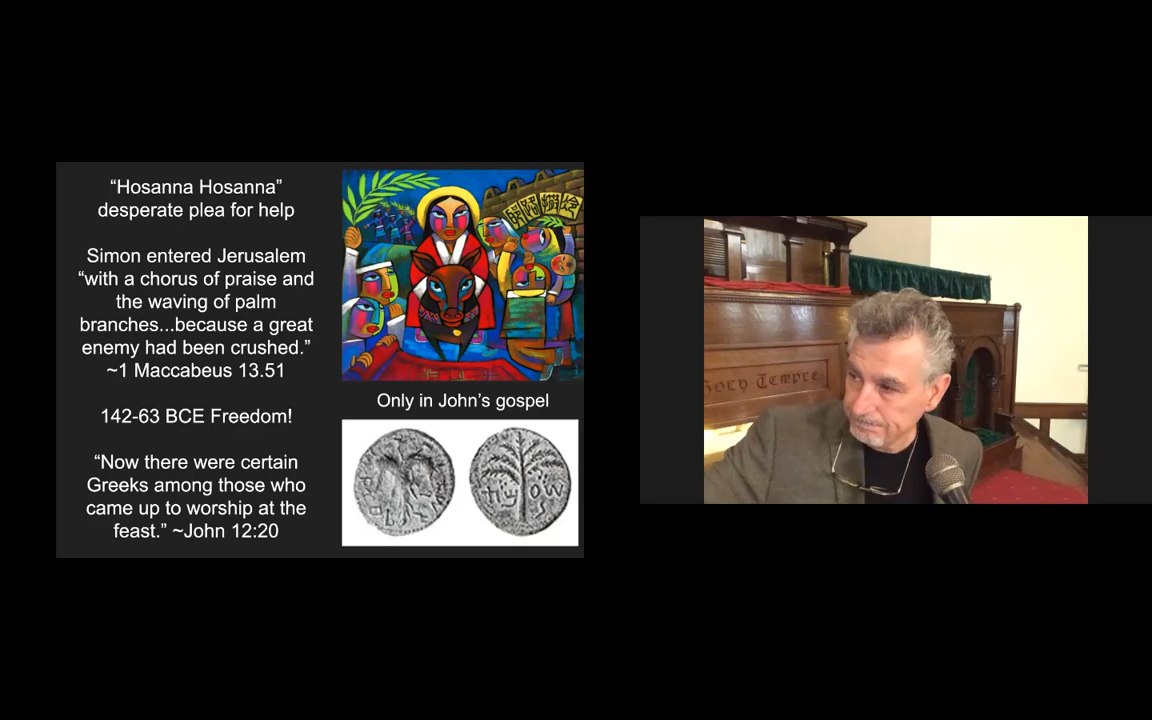 “Hosanna Hosanna”
desperate plea for help
Simon entered Jerusalem
“with a chorus of praise and
the waving of palm
branches...because a great
enemy had been crushed.”
~1 Maccabeus 13.51
142-63 BCE Freedom!
“Now there were certain
Greeks among those who
came up to worship at the
feast.” ~John 12:20
Only in John’s gospel
Holy Temple